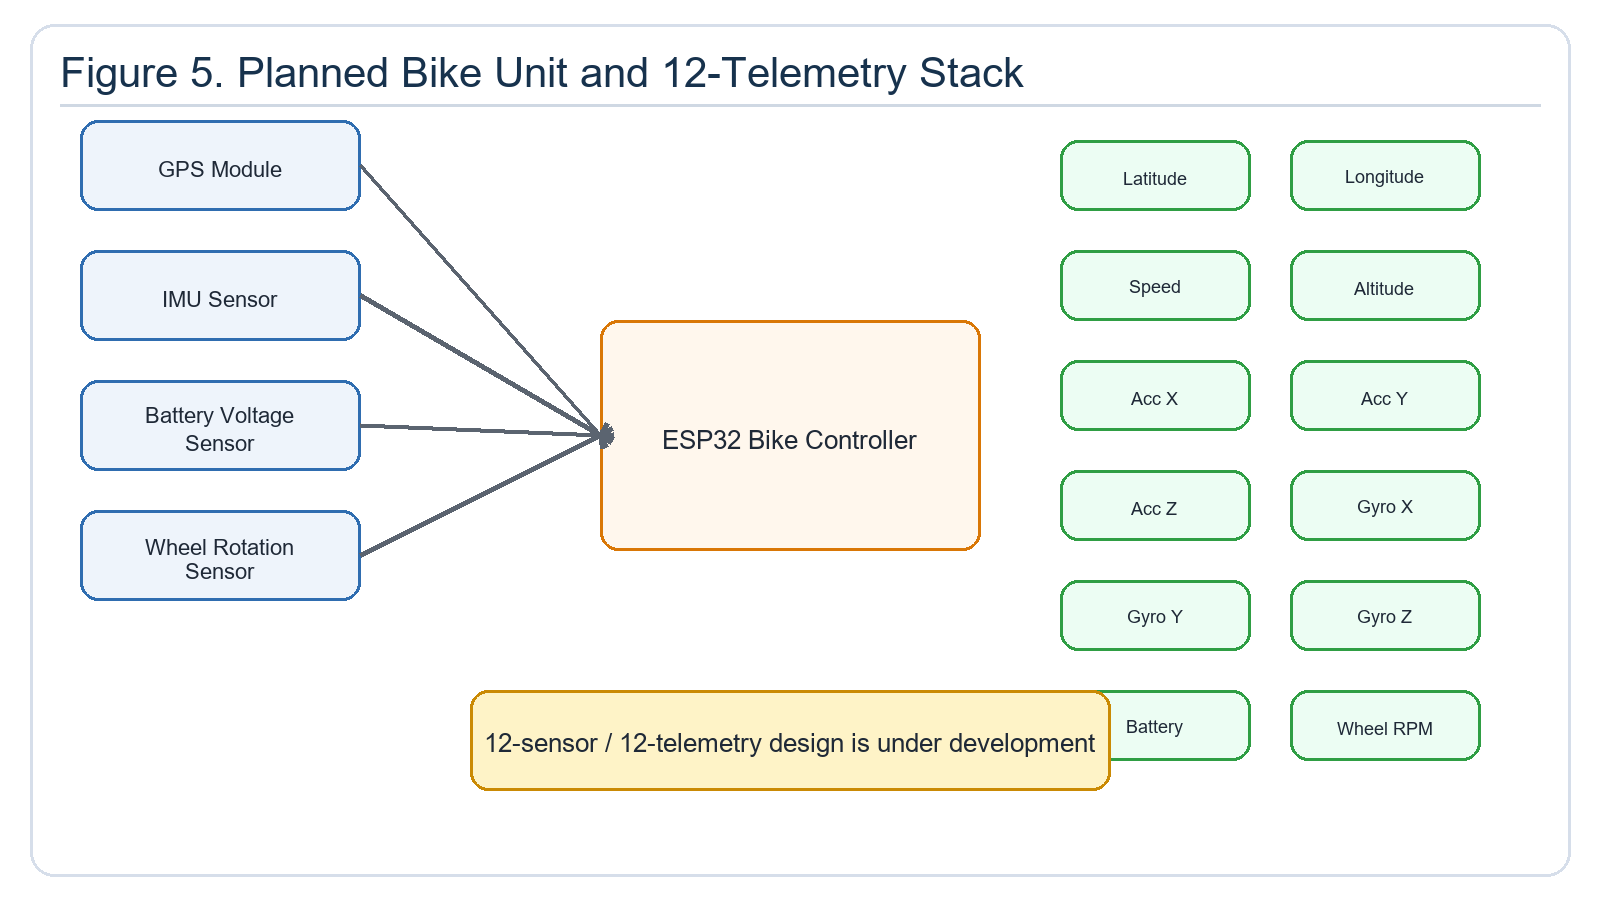 Figure 5. Planned Bike Unit and 12-Telemetry Stack
GPS Module
IMU Sensor
Battery Voltage
Sensor
Wheel Rotation
Sensor
ESP32 Bike Controller
Latitude
Longitude
Speed
Altitude
Acc X
Acc Y
Acc Z
Gyro X
Gyro Y
Gyro Z
Battery
Wheel RPM
12-sensor / 12-telemetry design is under development